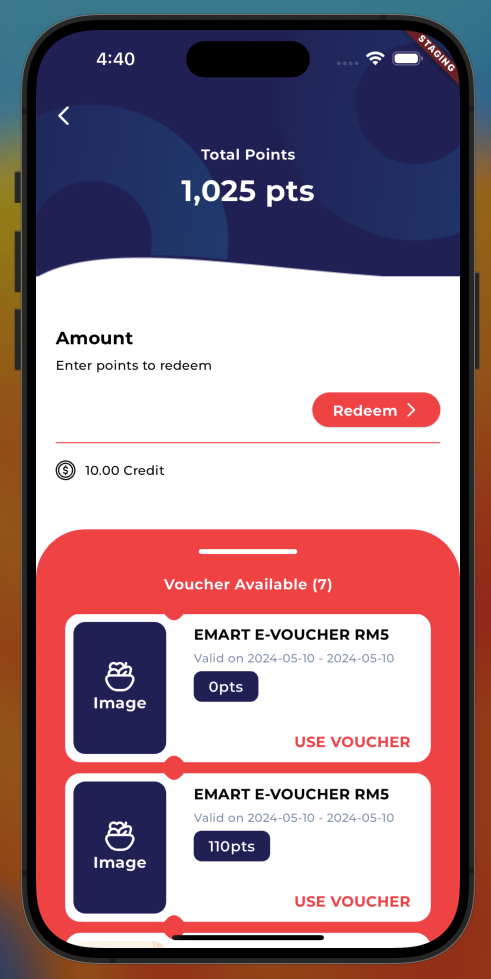 4:40
STAGING
Total Points
1,025 pts
Amount
Enter points to redeem
Redeem
10.00 Credit
Voucher Available (7)
EMART E-VOUCHER RM5
Valid on 2024-05-10 - 2024-05-10
0pts
Image
USE VOUCHER
EMART E-VOUCHER RM5
Valid on 2024-05-10 - 2024-05-10
110pts
Image
USE VOUCHER